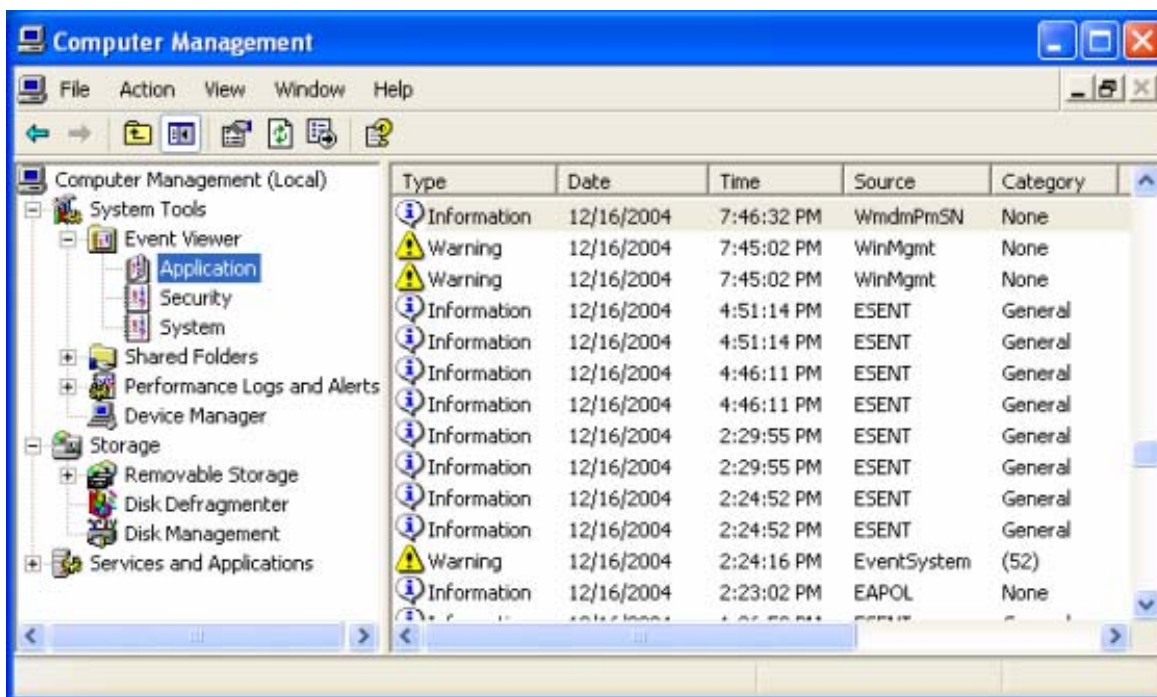 Computer Management
File Action View Window Help
Computer Management (Local)
System Tools
Event Viewer
Application
Security
System
Shared Folders
Performance Logs and Alerts
Device Manager
Storage
Removable Storage
Disk Defragmenter
Disk Management
Services and Applications
Type Date Time Source Category
Information 12/16/2004 7:46:32 PM WmdmPmSN None
Warning 12/16/2004 7:45:02 PM WinMgmt None
Warning 12/16/2004 7:45:02 PM WinMgmt None
Information 12/16/2004 4:51:14 PM ESENT General
Information 12/16/2004 4:51:14 PM ESENT General
Information 12/16/2004 4:46:11 PM ESENT General
Information 12/16/2004 4:46:11 PM ESENT General
Information 12/16/2004 2:29:55 PM ESENT General
Information 12/16/2004 2:29:55 PM ESENT General
Information 12/16/2004 2:24:52 PM ESENT General
Information 12/16/2004 2:24:52 PM ESENT General
Warning 12/16/2004 2:24:16 PM EventSystem (52)
Information 12/16/2004 2:23:02 PM EAPOL None